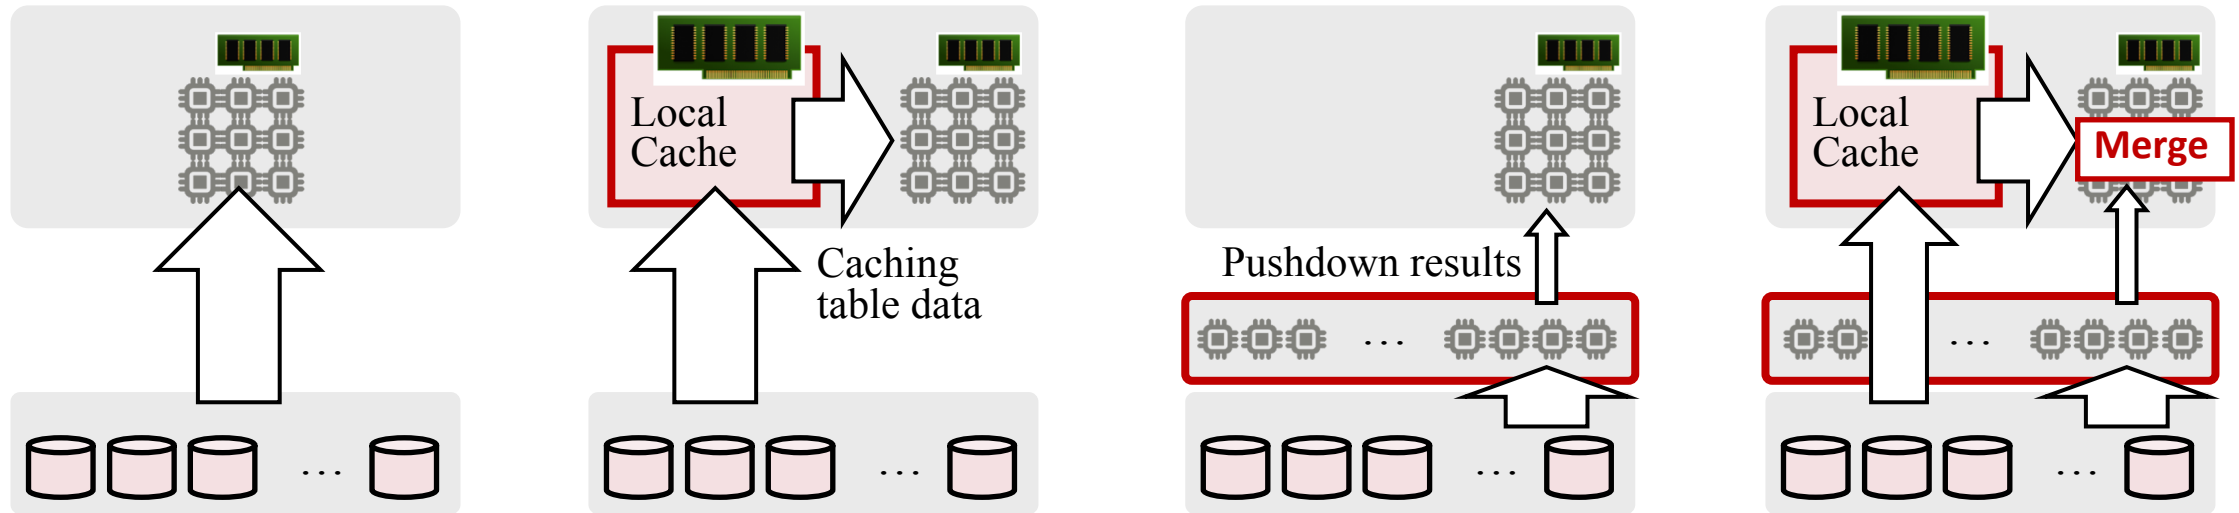 Local
Cache
Caching
table data
...
...
Pushdown results
...
...
Local
Cache
Merge
...
...